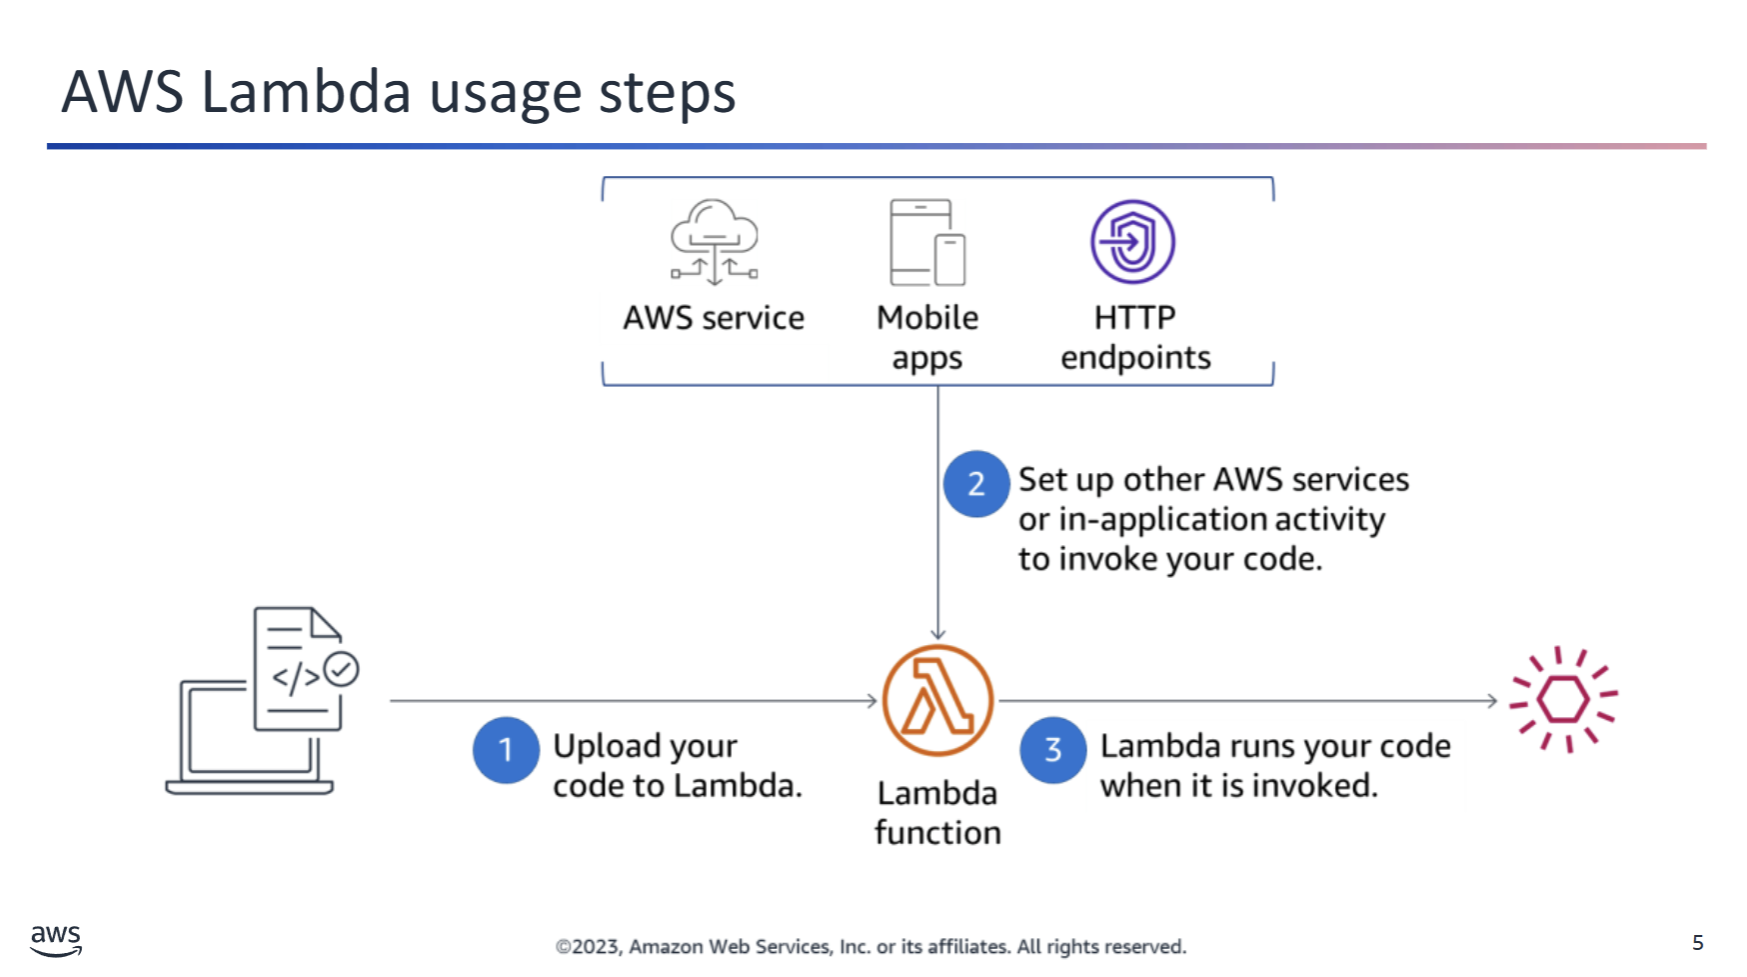 AWS Lambda usage steps
AWS service
Mobile
apps
HTTP
endpoints
2
Set up other AWS services
or in-application activity
to invoke your code.
</>
1
Upload your
code to Lambda.
Lambda
function
3
Lambda runs your code
when it is invoked.
aws
©2023, Amazon Web Services, Inc. or its affiliates. All rights reserved.
5